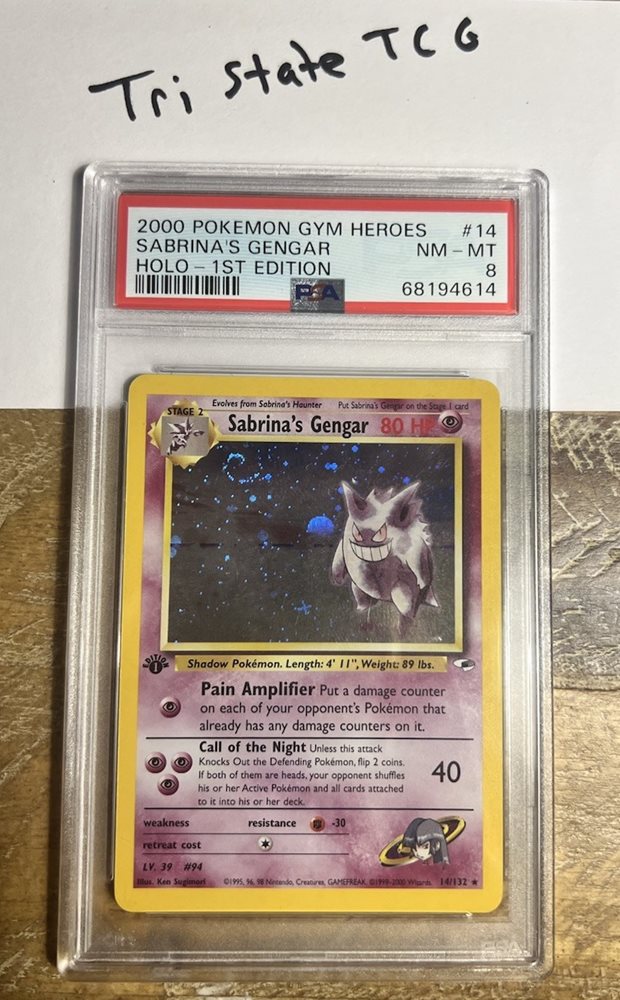 Tri State TCG
2000 POKEMON GYM HEROES #14
SABRINA'S GENGAR NM - MT
HOLO - 1ST EDITION 8
PSA 68194614
Evolves from Sabrina's Haunter Put Sabrina's Gengar on the Stage 1 card
STAGE 2
Sabrina's Gengar 80 HP
EDITION 1
Shadow Pokémon. Length: 4' 11", Weight: 89 lbs.
Pain Amplifier Put a damage counter
on each of your opponent's Pokémon that
already has any damage counters on it.
Call of the Night Unless this attack
Knocks Out the Defending Pokémon, flip 2 coins.
If both of them are heads, your opponent shuffles
his or her Active Pokémon and all cards attached
to it into his or her deck.
40
weakness resistance -30
retreat cost
LV. 39 #94
Illus. Ken Sugimori ©1995, 96, 98 Nintendo, Creatures, GAMEFREAK. ©1999-2000 Wizards. 14/132 ★
PSA